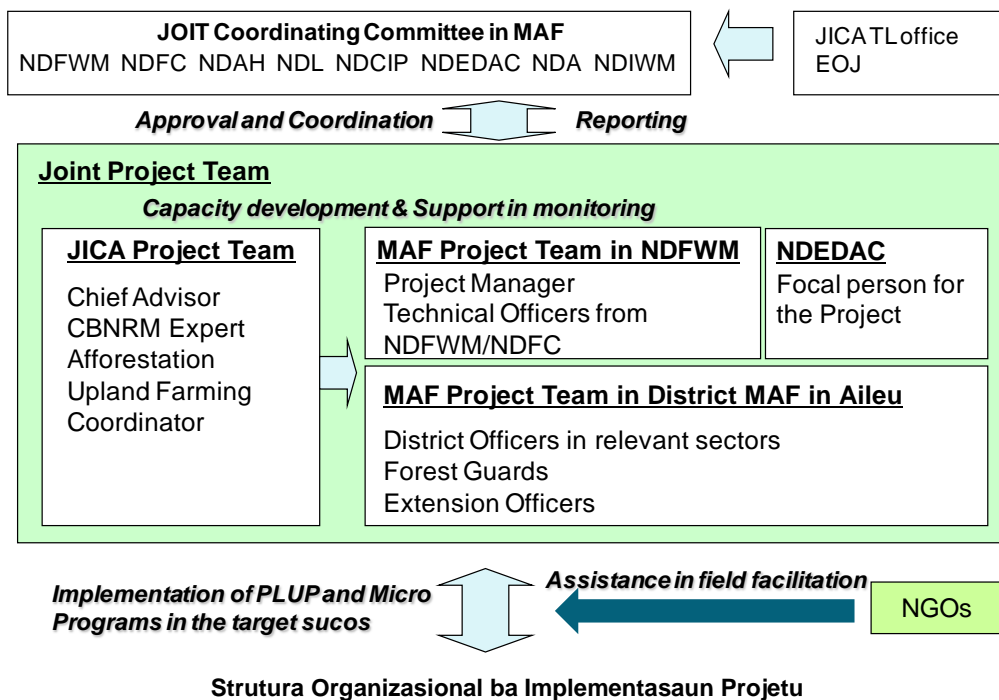 JOIT Coordinating Committee in MAF
NDFWM NDFC NDAH NDL NDCIP NDEDAC NDA NDIWM
JICA TL office
EOJ
Approval and Coordination
Reporting
Joint Project Team
Capacity development & Support in monitoring
JICA Project Team
Chief Advisor
CBNRM Expert
Afforestation
Upland Farming
Coordinator
MAF Project Team in NDFWM
Project Manager
Technical Officers from
NDFWM/NDFC
NDEDAC
Focal person for
the Project
MAF Project Team in District MAF in Aileu
District Officers in relevant sectors
Forest Guards
Extension Officers
Implementation of PLUP and Micro
Programs in the target sucos
Assistance in field facilitation
NGOs
Strutura Organizasional ba Implementasaun Projetu